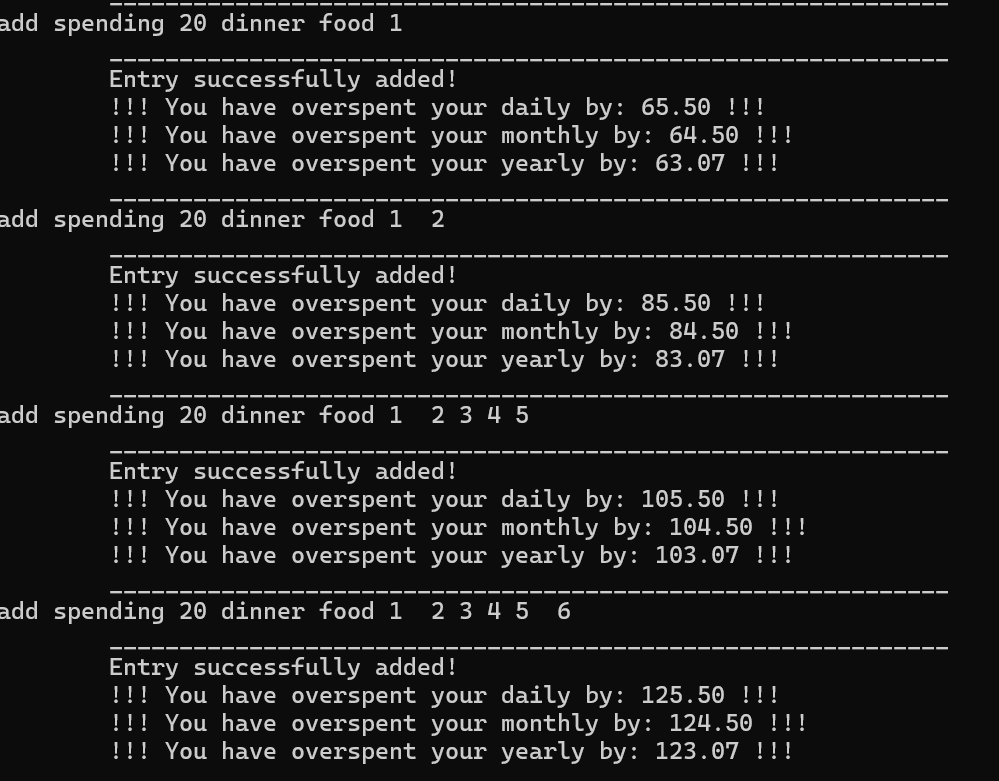 add spending 20 dinner food 1
____________________________________________________________
Entry successfully added!
!!! You have overspent your daily by: 65.50 !!!
!!! You have overspent your monthly by: 64.50 !!!
!!! You have overspent your yearly by: 63.07 !!!
____________________________________________________________
add spending 20 dinner food 1  2
____________________________________________________________
Entry successfully added!
!!! You have overspent your daily by: 85.50 !!!
!!! You have overspent your monthly by: 84.50 !!!
!!! You have overspent your yearly by: 83.07 !!!
____________________________________________________________
add spending 20 dinner food 1  2 3 4 5
____________________________________________________________
Entry successfully added!
!!! You have overspent your daily by: 105.50 !!!
!!! You have overspent your monthly by: 104.50 !!!
!!! You have overspent your yearly by: 103.07 !!!
____________________________________________________________
add spending 20 dinner food 1  2 3 4 5  6
____________________________________________________________
Entry successfully added!
!!! You have overspent your daily by: 125.50 !!!
!!! You have overspent your monthly by: 124.50 !!!
!!! You have overspent your yearly by: 123.07 !!!